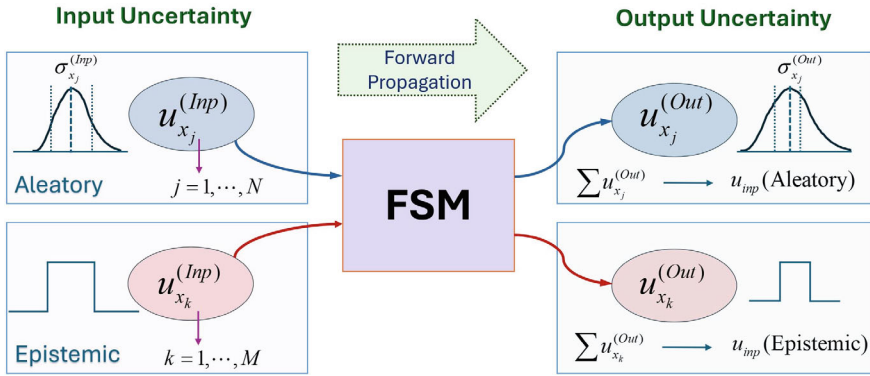 Input Uncertainty
Output Uncertainty
Forward
Propagation
σ_{x_j}^{(Inp)}
u_{x_j}^{(Inp)}
j = 1,⋯,N
Aleatory
u_{x_k}^{(Inp)}
k = 1,⋯,M
Epistemic
FSM
u_{x_j}^{(Out)}
σ_{x_j}^{(Out)}
∑ u_{x_j}^{(Out)} → u_{inp}(Aleatory)
u_{x_k}^{(Out)}
∑ u_{x_k}^{(Out)} → u_{inp}(Epistemic)